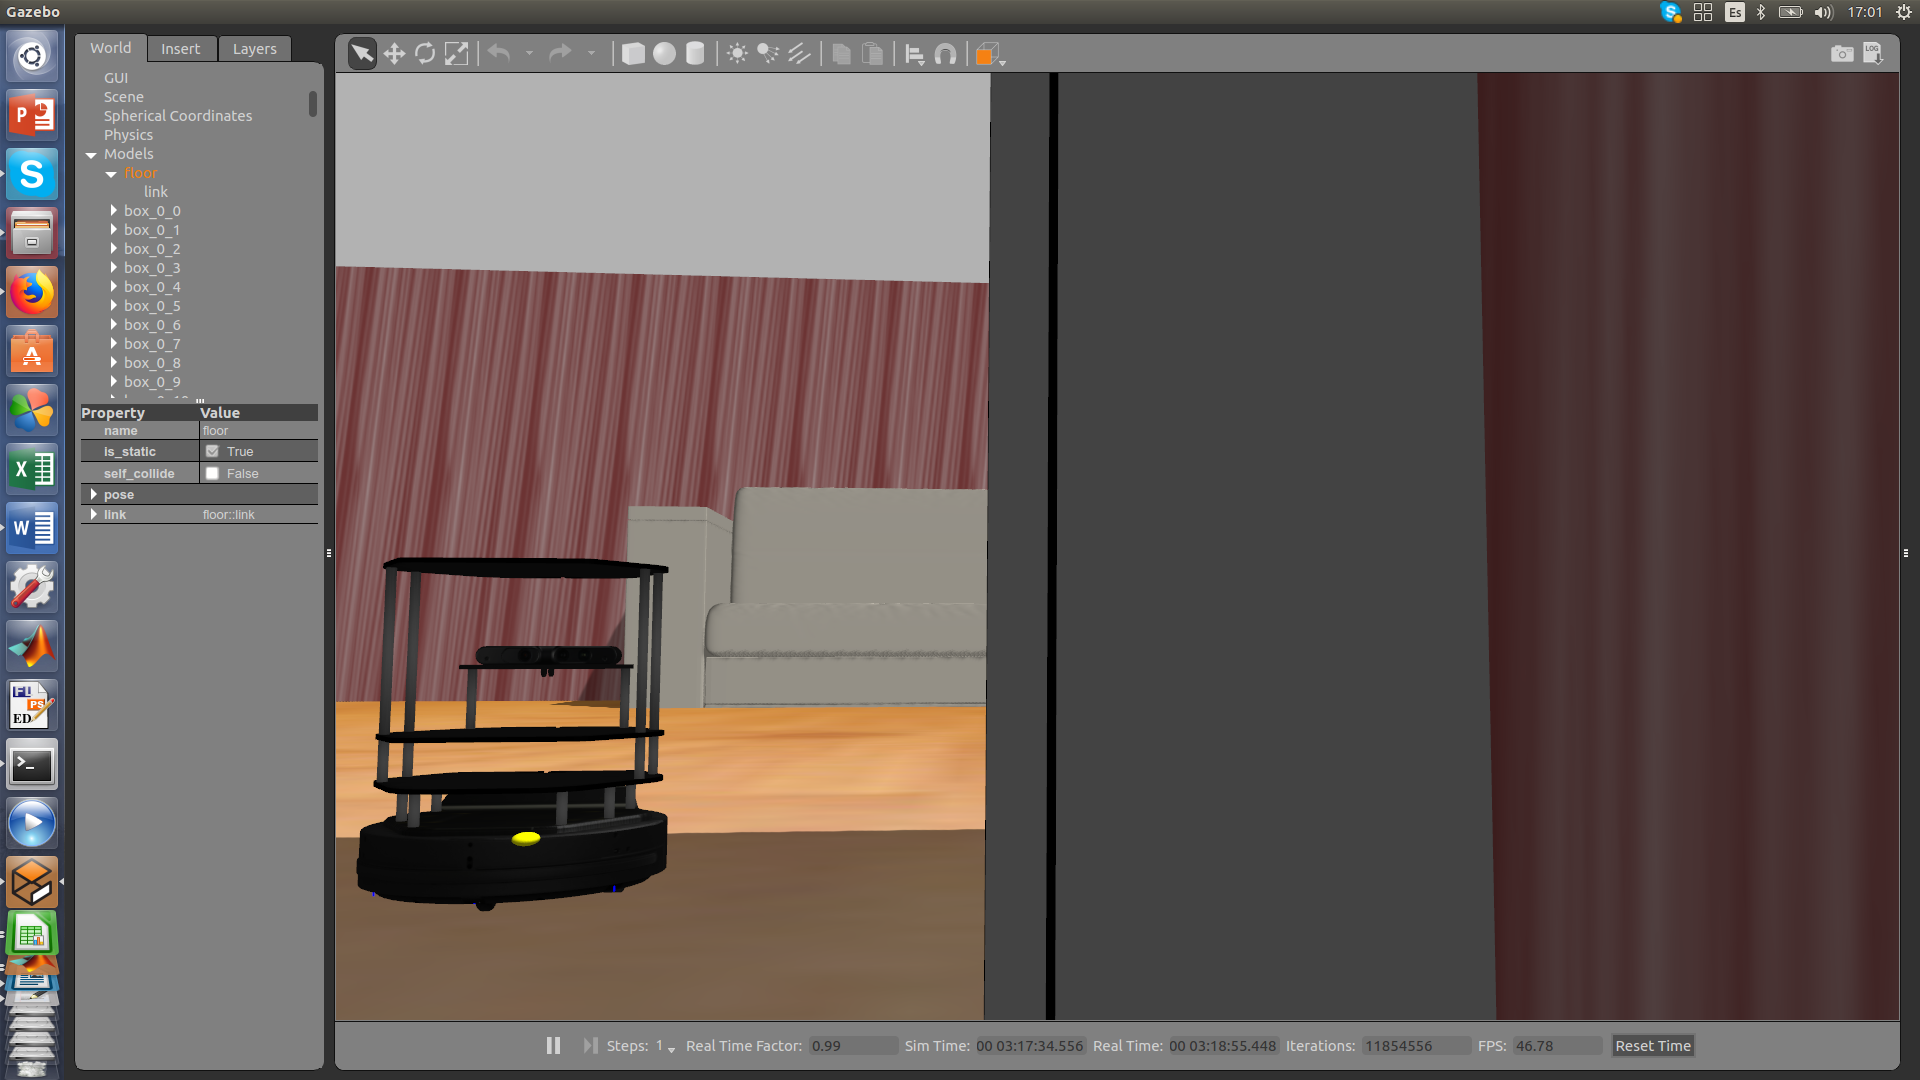 Gazebo
Es
17:01
World Insert Layers
LOG
GUI
Scene
Spherical Coordinates
Physics
Models
floor
link
box_0_0
box_0_1
box_0_2
box_0_3
box_0_4
box_0_5
box_0_6
box_0_7
box_0_8
box_0_9
Property Value
name floor
is_static True
self_collide False
pose
link floor::link
Steps: 1 Real Time Factor: 0.99 Sim Time: 00 03:17:34.556 Real Time: 00 03:18:55.448 Iterations: 11854556 FPS: 46.78 Reset Time